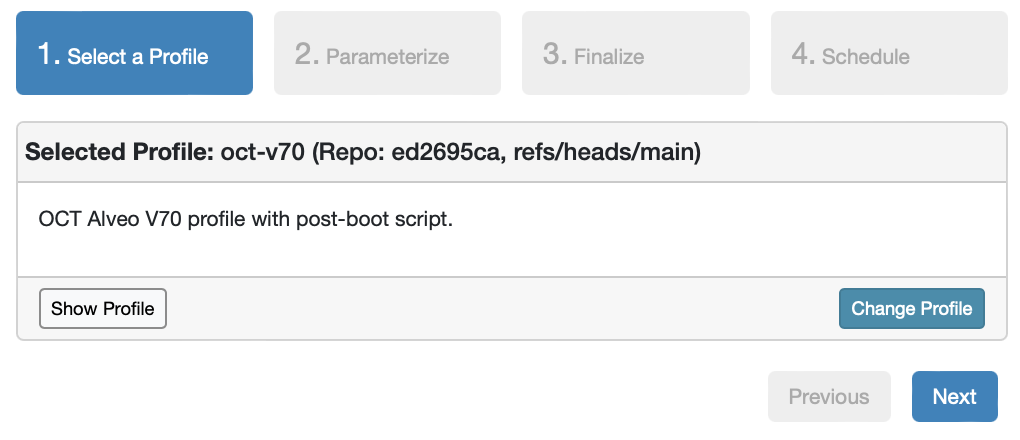 1. Select a Profile
2. Parameterize
3. Finalize
4. Schedule
Selected Profile: oct-v70 (Repo: ed2695ca, refs/heads/main)
OCT Alveo V70 profile with post-boot script.
Show Profile
Change Profile
Previous
Next